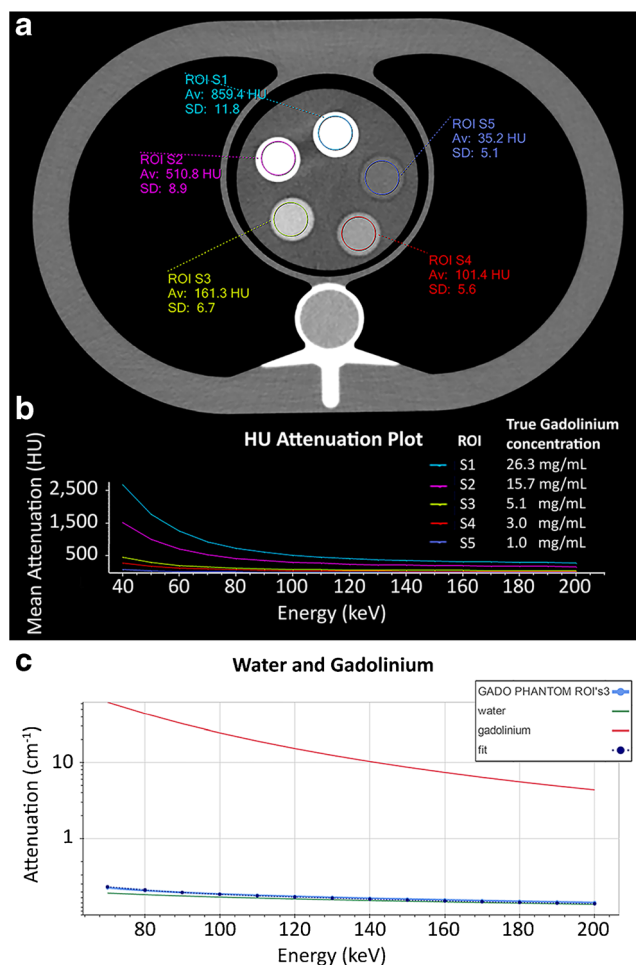 a
ROI S1
Av: 859.4 HU
SD: 11.8
ROI S2
Av: 510.8 HU
SD: 8.9
ROI S5
Av: 35.2 HU
SD: 5.1
ROI S3
Av: 161.3 HU
SD: 6.7
ROI S4
Av: 101.4 HU
SD: 5.6
b
HU Attenuation Plot
ROI
True Gadolinium
concentration
S1 26.3 mg/mL
S2 15.7 mg/mL
S3 5.1 mg/mL
S4 3.0 mg/mL
S5 1.0 mg/mL
Mean Attenuation (HU)
2,500
1,500
500
40 60 80 100 120 140 160 180 200
Energy (keV)
c
Water and Gadolinium
GADO PHANTOM ROI's3
water
gadolinium
fit
Attenuation (cm⁻¹)
10
1
80 100 120 140 160 180 200
Energy (keV)